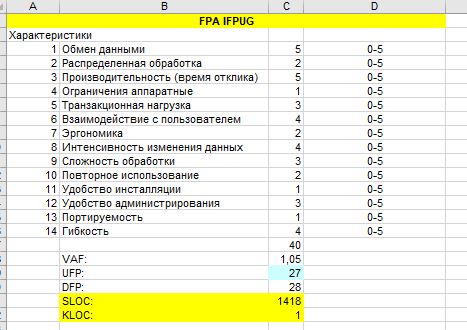 A B C D
FPA IFPUG
Характеристики
1 Обмен данными 5 0-5
2 Распределенная обработка 2 0-5
3 Производительность (время отклика) 5 0-5
4 Ограничения аппаратные 1 0-5
5 Транзакционная нагрузка 3 0-5
6 Взаимодействие с пользователем 4 0-5
7 Эргономика 2 0-5
8 Интенсивность изменения данных 4 0-5
9 Сложность обработки 3 0-5
10 Повторное использование 2 0-5
11 Удобство инсталляции 1 0-5
12 Удобство администрирования 3 0-5
13 Портируемость 1 0-5
14 Гибкость 4 0-5
40
VAF: 1,05
UFP: 27
DFP: 28
SLOC: 1418
KLOC: 1